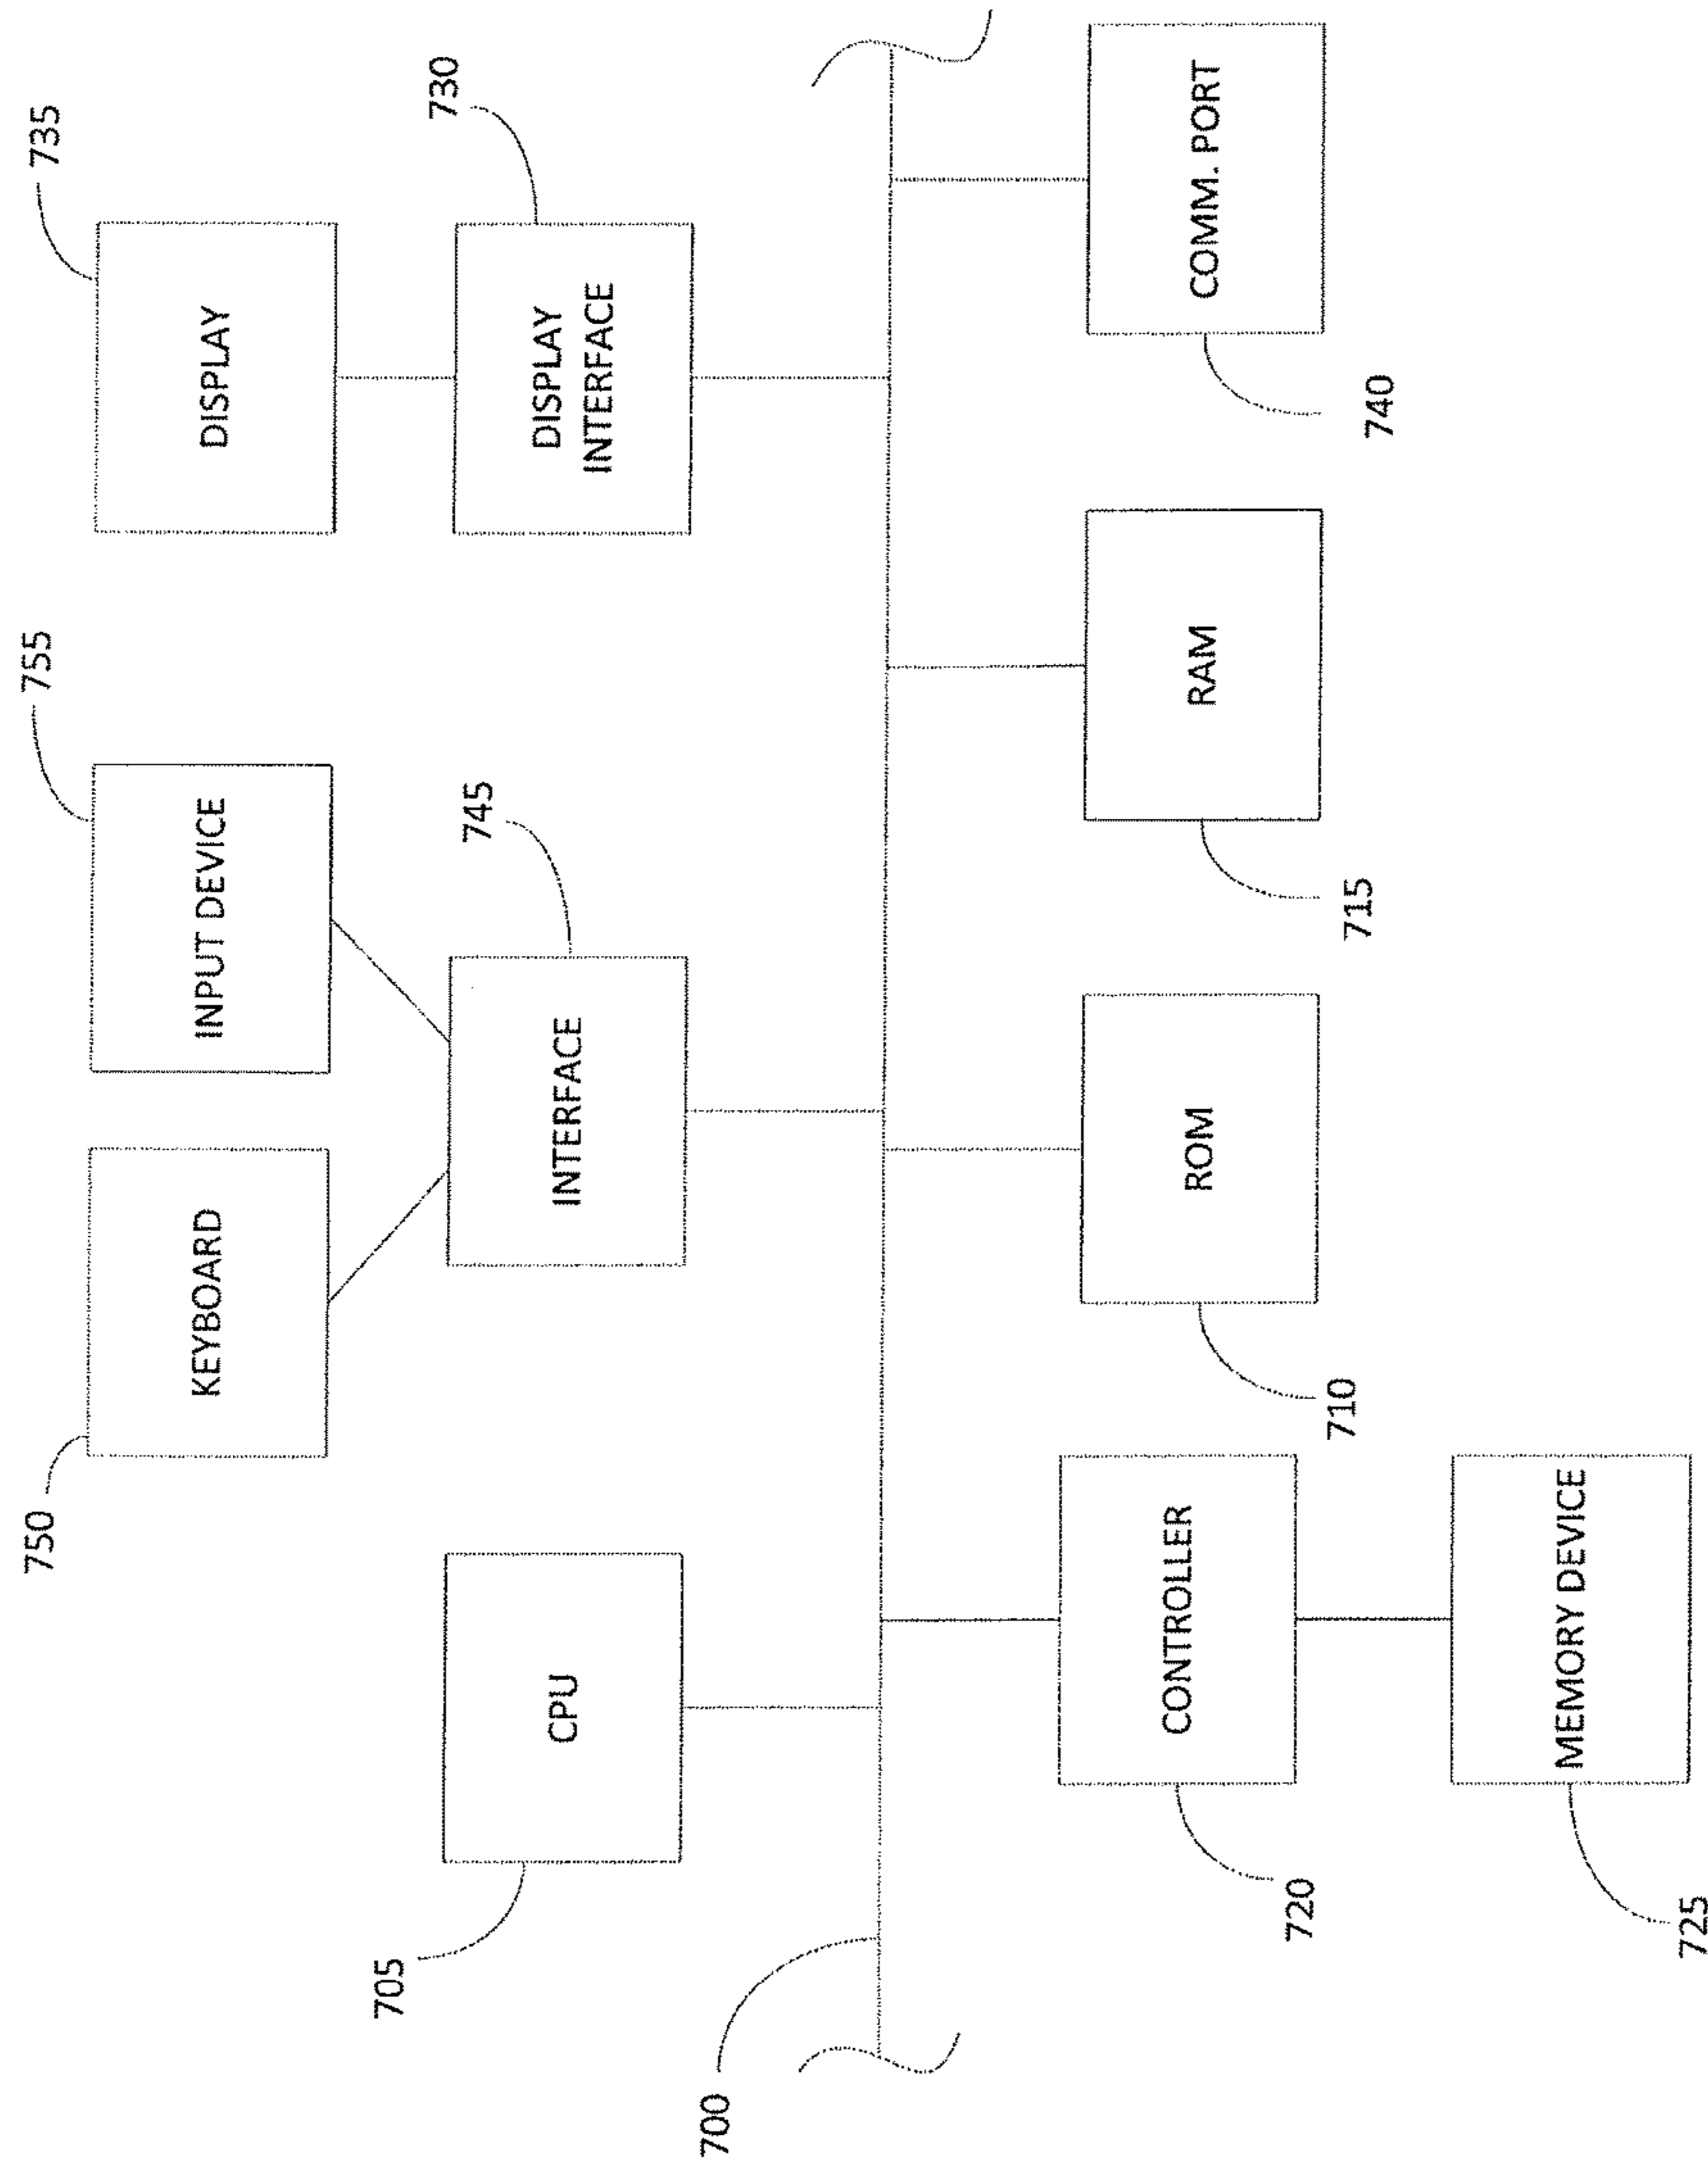 750
KEYBOARD
755
INPUT DEVICE
735
DISPLAY
705
CPU
745
INTERFACE
730
DISPLAY
INTERFACE
700
720
CONTROLLER
710
ROM
715
RAM
740
COMM. PORT
725
MEMORY DEVICE